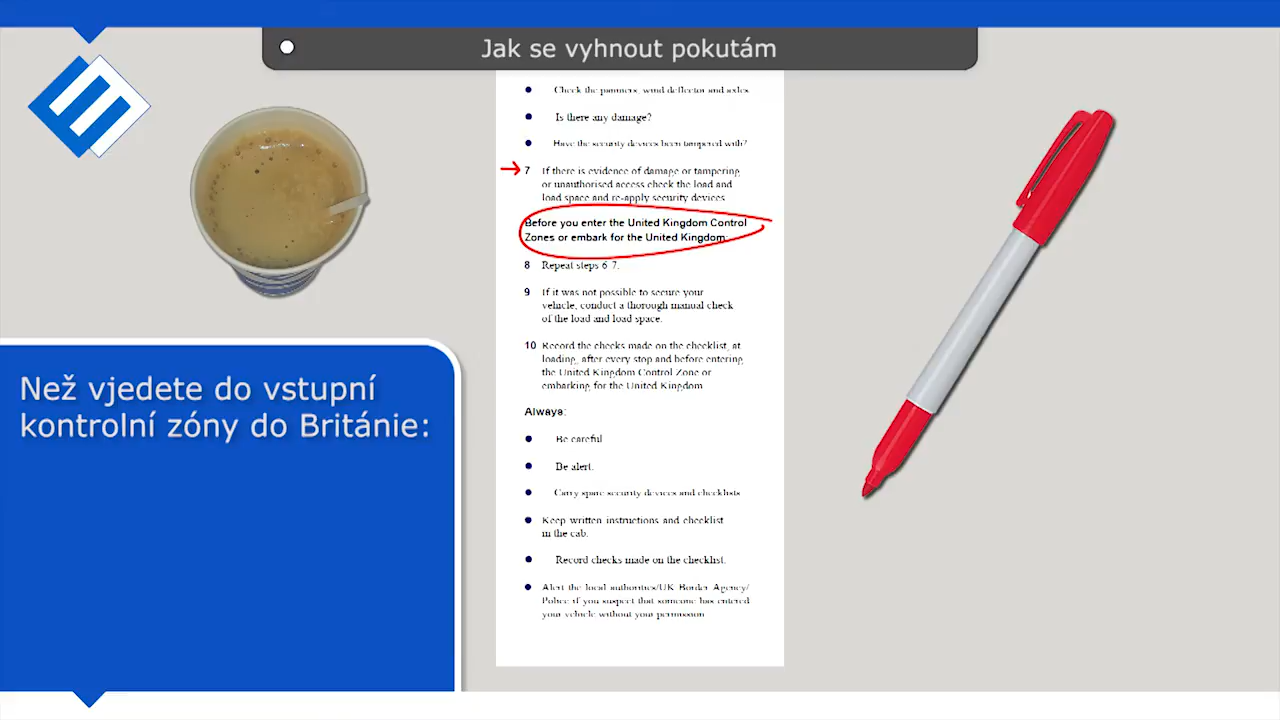 Jak se vyhnout pokutám
Check the panniers, wind deflector and axles
Is there any damage?
Have the security devices been tampered with?
7 If there is evidence of damage or tampering
or unauthorised access check the load and
load space and re-apply security devices
Before you enter the United Kingdom Control
Zones or embark for the United Kingdom:
8 Repeat steps 6-7.
9 If it was not possible to secure your
vehicle, conduct a thorough manual check
of the load and load space.
10 Record the checks made on the checklist, at
loading, after every stop and before entering
the United Kingdom Control Zone or
embarking for the United Kingdom
Always:
Be careful
Be alert.
Carry spare security devices and checklists
Keep written instructions and checklist
in the cab.
Record checks made on the checklist.
Alert the local authorities/UK Border Agency/
Police if you suspect that someone has entered
your vehicle without your permission
Než vjedete do vstupní
kontrolní zóny do Británie: